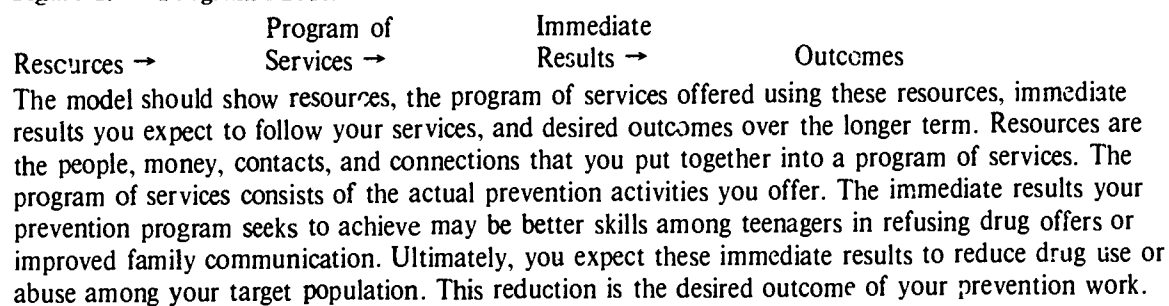 Program of Immediate
Resources → Services → Results → Outcomes
The model should show resources, the program of services offered using these resources, immediate
results you expect to follow your services, and desired outcomes over the longer term. Resources are
the people, money, contacts, and connections that you put together into a program of services. The
program of services consists of the actual prevention activities you offer. The immediate results your
prevention program seeks to achieve may be better skills among teenagers in refusing drug offers or
improved family communication. Ultimately, you expect these immediate results to reduce drug use or
abuse among your target population. This reduction is the desired outcome of your prevention work.